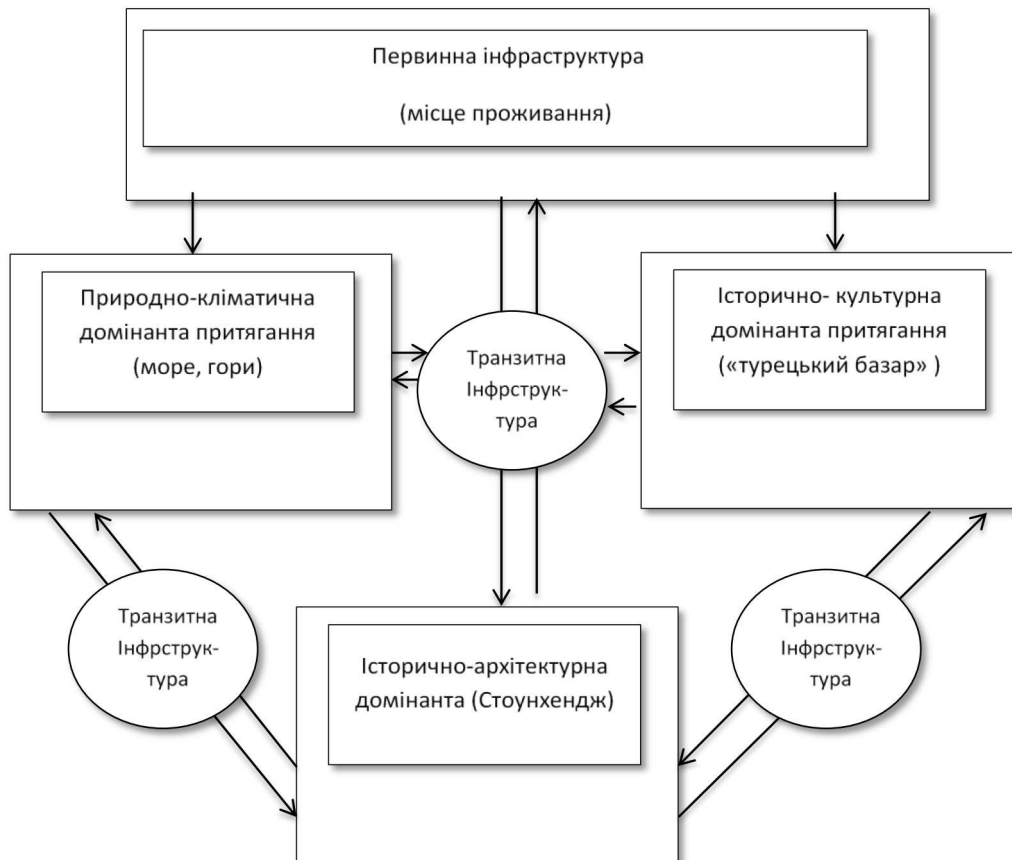 Первинна інфраструктура
(місце проживання)
Природно-кліматична
домінанта притягання
(море, гори)
Транзитна
Інфрструк-
тура
Історично- культурна
домінанта притягання
(«турецький базар» )
Транзитна
Інфрструк-
тура
Історично-архітектурна
домінанта (Стоунхендж)
Транзитна
Інфрструк-
тура